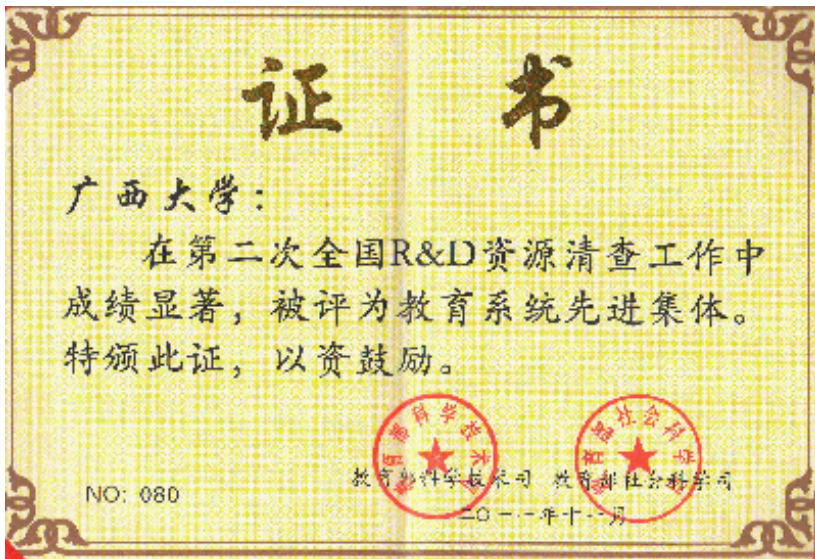 证 书
广西大学：
在第二次全国R&D资源清查工作中
成绩显著，被评为教育系统先进集体。
特颁此证，以资鼓励。
教育部科学技术司 教育部社会科学司
NO: 080
二〇一一年十一月